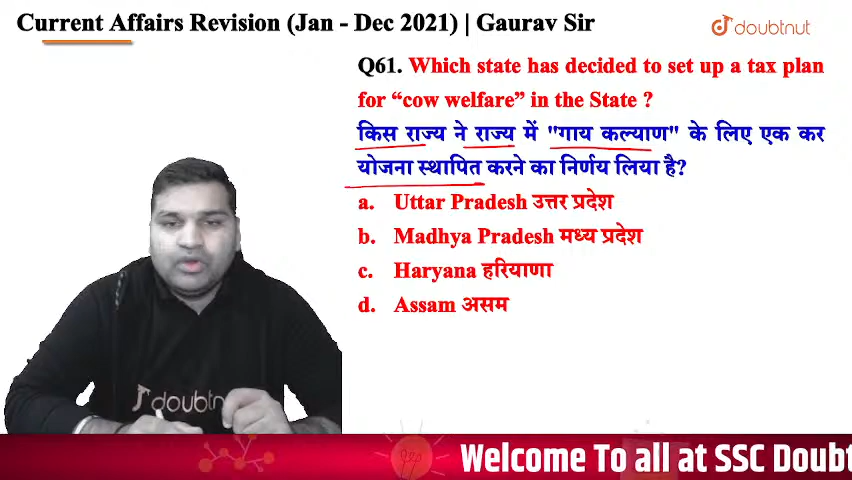 Current Affairs Revision (Jan - Dec 2021) | Gaurav Sir
doubtnut
Q61. Which state has decided to set up a tax plan
for “cow welfare” in the State ?
किस राज्य ने राज्य में "गाय कल्याण" के लिए एक कर
योजना स्थापित करने का निर्णय लिया है?
a. Uttar Pradesh उत्तर प्रदेश
b. Madhya Pradesh मध्य प्रदेश
c. Haryana हरियाणा
d. Assam असम
doubtnu
Welcome To all at SSC Doubt